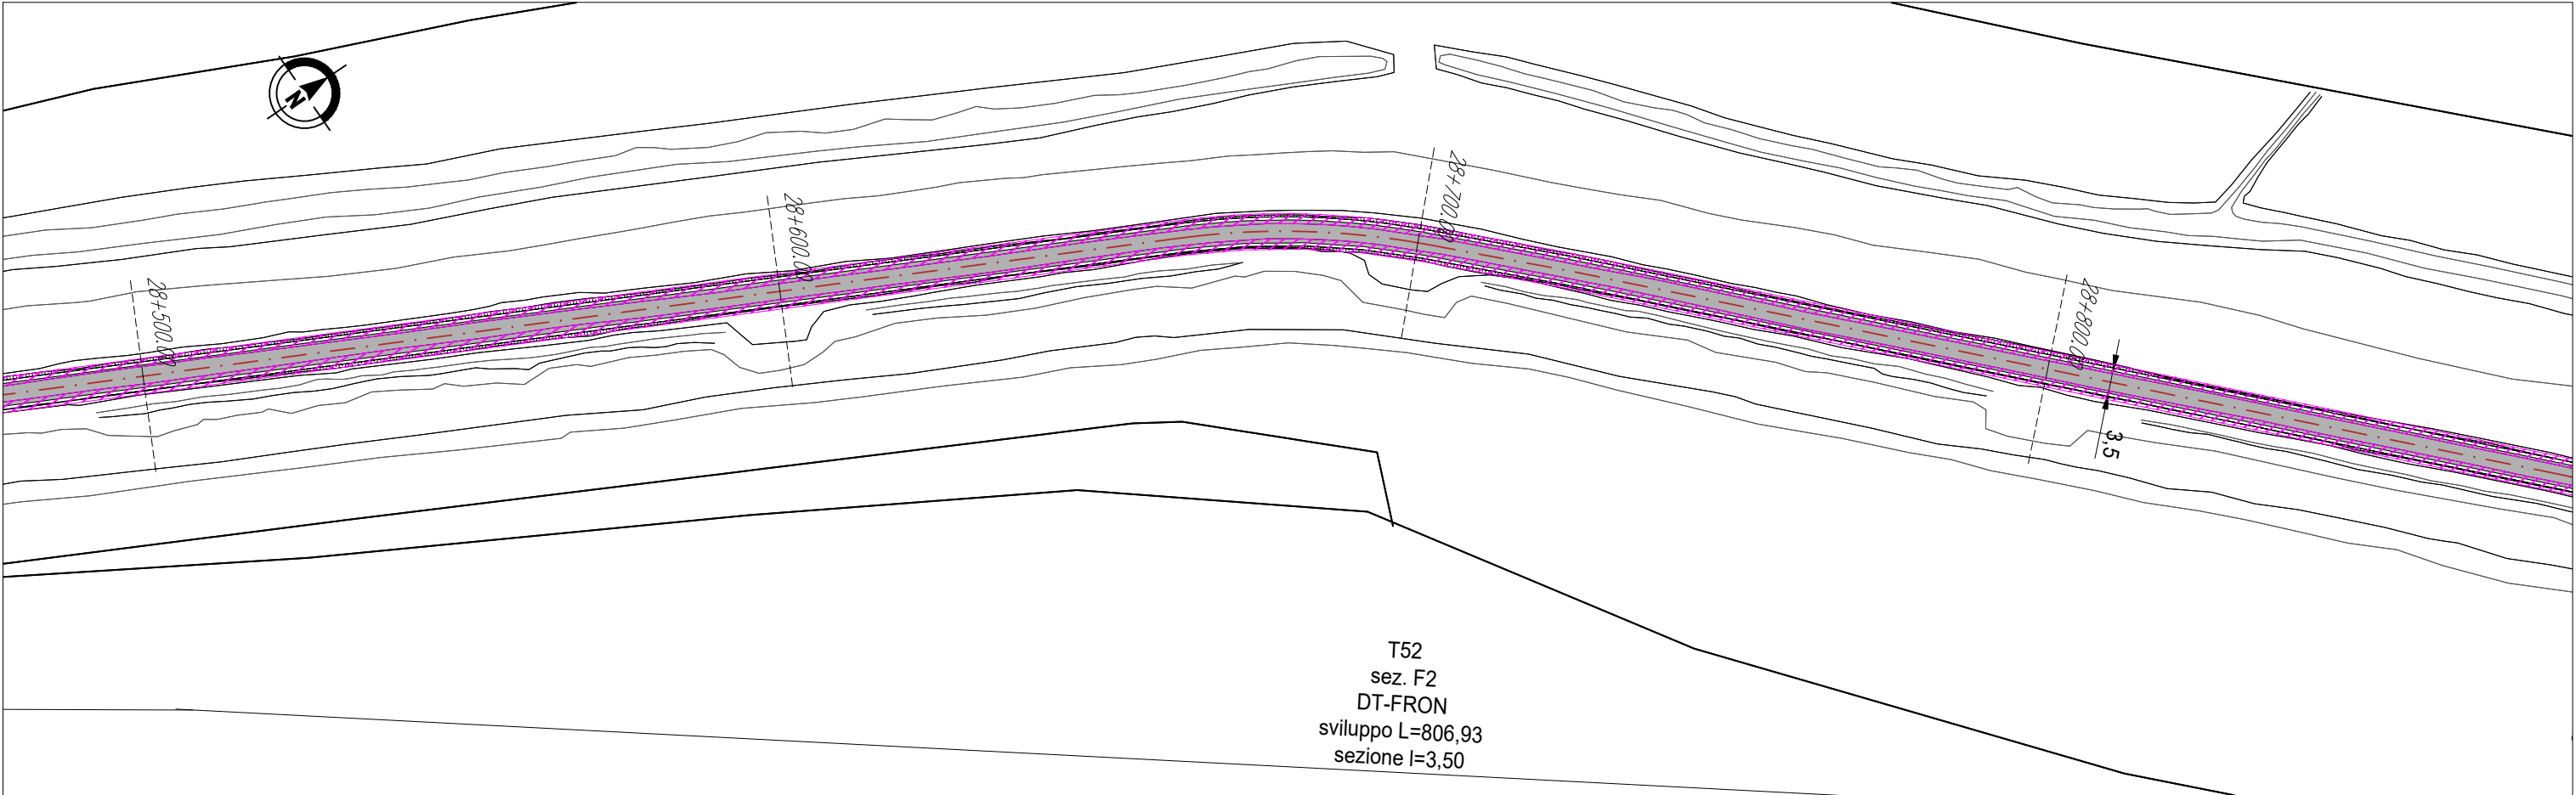 N
28+500.00
28+600.00
28+700.00
28+800.00
3,5
T52
sez. F2
DT-FRON
sviluppo L=806,93
sezione l=3,50